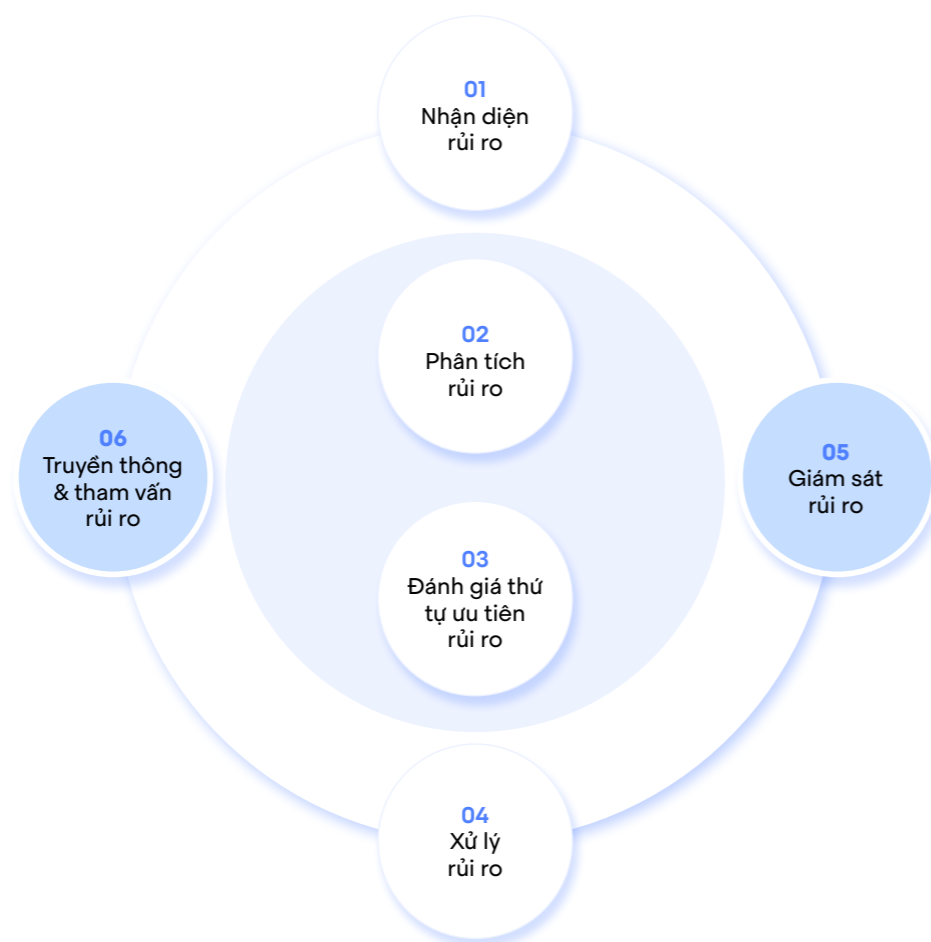 01
Nhận diện
rủi ro
02
Phân tích
rủi ro
03
Đánh giá thứ
tự ưu tiên
rủi ro
04
Xử lý
rủi ro
05
Giám sát
rủi ro
06
Truyền thông
& tham vấn
rủi ro